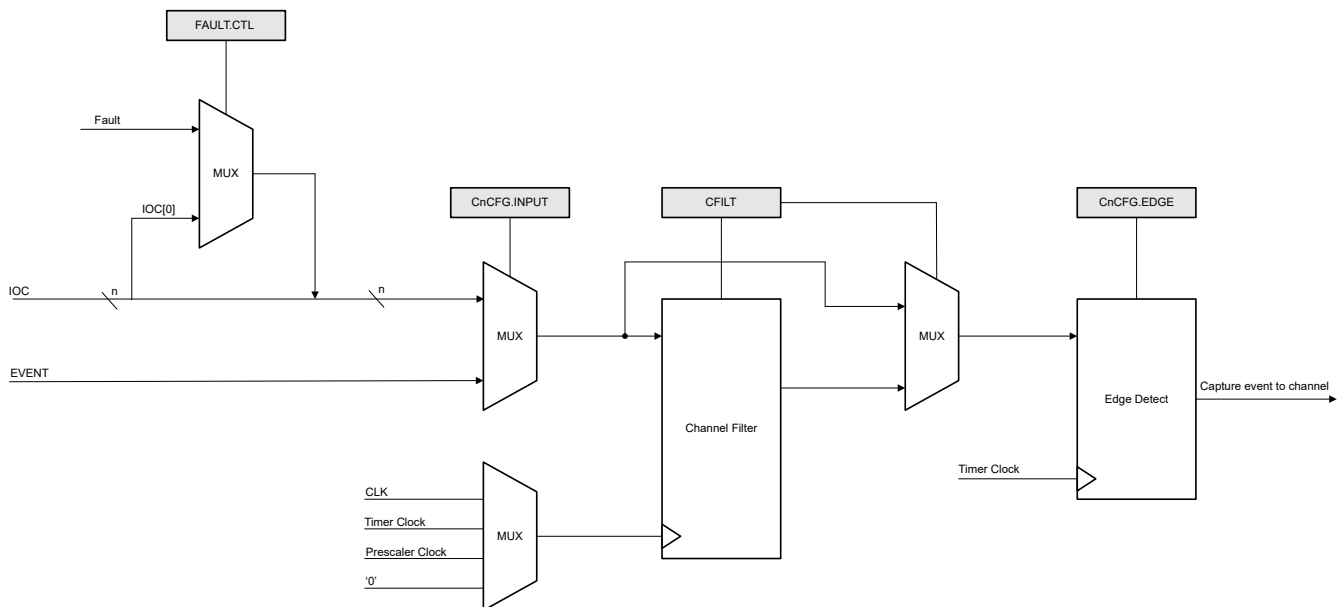 FAULT.CTL
Fault
MUX
IOC[0]
CnCFG.INPUT
CFILT
CnCFG.EDGE
IOC
n
n
MUX
MUX
EVENT
Capture event to channel
Edge Detect
Channel Filter
Timer Clock
CLK
Timer Clock
MUX
Prescaler Clock
‘0’